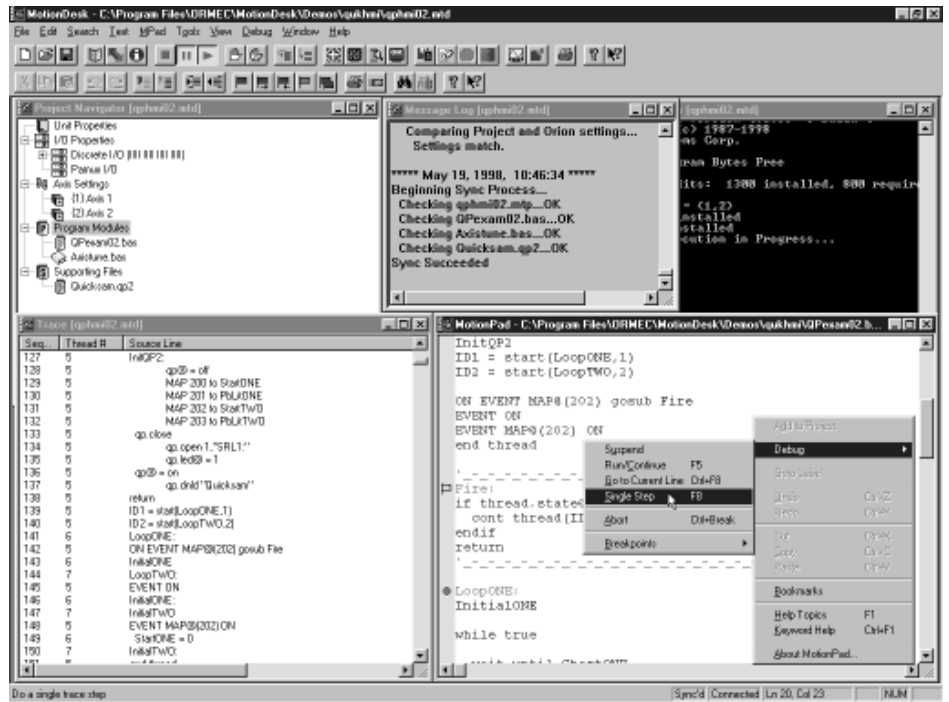 MotionDesk - C:\Program Files\ORMEC\MotionDesk\Demos\qukhmi\qphmi02.mtd
File Edit Search Text MPad Tools View Debug Window Help
Project Navigator [qphmi02.mtd]
Unit Properties
I/O Properties
Discrete I/O
Pamux I/O
Axis Settings
{1} Axis 1
{2} Axis 2
Program Modules
QPexam02.bas
Axistune.bas
Supporting Files
Quicksam.qp2
Message Log [qphmi02.mtd]
Comparing Project and Orion settings...
Settings match.
***** May 19, 1998, 10:46:34 *****
Beginning Sync Process...
Checking qphmi02.mtp...OK
Checking QPexam02.bas...OK
Checking Axistune.bas...OK
Checking Quicksam.qp2...OK
Sync Succeeded
[qphmi02.mtd]
c) 1987-1998
ms Corp.
ram Bytes Free
its: 1300 installed, 800 require
= {1,2}
nstalled
stalled
cution in Progress...
Trace [qphmi02.mtd]
Seq... Thread # Source Line
127 5 InitQP2:
128 5 qp@ = off
129 5 MAP 200 to StartONE
130 5 MAP 201 to PbLitTWO
131 5 MAP 202 to StartTWO
132 5 MAP 203 to PbLitTWO
133 5 qp.close
134 5 qp.open 1,"SRL1:"
135 5 qp.led@ = 1
136 5 qp@ = on
137 5 qp.dnld "Quicksam"
138 5 return
139 5 ID1 = start(LoopONE,1)
140 5 ID2 = start(LoopTWO,2)
141 6 LoopONE:
142 5 ON EVENT MAP@(202) gosub Fire
143 6 InitialONE
144 7 LoopTWO:
145 5 EVENT ON
146 6 InitialONE:
147 7 InitialTWO
148 5 EVENT MAP@(202) ON
149 6 StartONE = 0
150 7 InitialTWO:
MotionPad - C:\Program Files\ORMEC\MotionDesk\Demos\qukhmi\QPexam02.b...
InitQP2
ID1 = start(LoopONE,1)
ID2 = start(LoopTWO,2)
ON EVENT MAP@(202) gosub Fire
EVENT ON
EVENT MAP@(202) ON
end thread
Fire:
if thread.state@
cont thread(II
endif
return
LoopONE:
InitialONE
while true
wait until StartONE
Suspend
Run/Continue F5
Go to Current Line Ctrl+F8
Single Step F8
Abort Ctrl+Break
Breakpoints
Add to Project
Debug
Goto Label
Undo Ctrl+Z
Redo Ctrl+Y
Cut Ctrl+X
Copy Ctrl+C
Paste Ctrl+V
Bookmarks
Help Topics F1
Keyword Help Ctrl+F1
About MotionPad...
Do a single trace step
Sync'd Connected Ln 20, Col 23 NUM